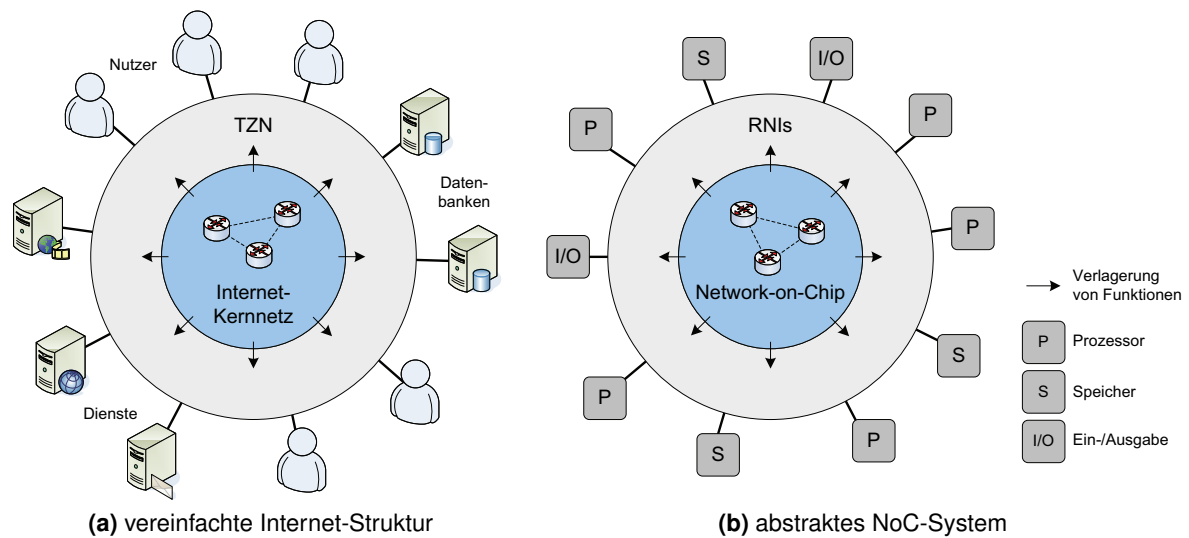 Nutzer
TZN
Daten-
banken
Internet-
Kernnetz
Dienste
(a) vereinfachte Internet-Struktur
S
I/O
P
P
RNIs
P
I/O
Network-on-Chip
S
P
S
P
Verlagerung
von Funktionen
P
Prozessor
S
Speicher
I/O
Ein-/Ausgabe
(b) abstraktes NoC-System